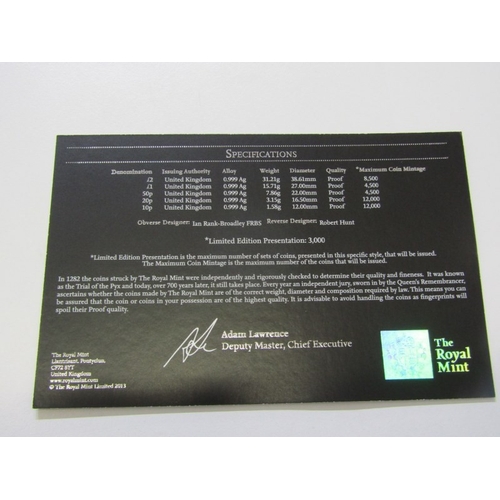 SPECIFICATIONS
Denomination Issuing Authority Alloy Weight Diameter Quality *Maximum Coin Mintage
£2 United Kingdom 0.999 Ag 31.21g 38.61mm Proof 8,500
£1 United Kingdom 0.999 Ag 15.71g 27.00mm Proof 4,500
50p United Kingdom 0.999 Ag 7.86g 22.00mm Proof 4,500
20p United Kingdom 0.999 Ag 3.15g 16.50mm Proof 12,000
10p United Kingdom 0.999 Ag 1.58g 12.00mm Proof 12,000
Obverse Designer: Ian Rank-Broadley FRBS Reverse Designer: Robert Hunt
*Limited Edition Presentation: 3,000
*Limited Edition Presentation is the maximum number of sets of coins, presented in this specific style, that will be issued.
The Maximum Coin Mintage is the maximum number of the coins that will be issued.
In 1282 the coins struck by The Royal Mint were independently and rigorously checked to determine their quality and fineness. It was known
as the Trial of the Pyx and today, over 700 years later, it still takes place. Every year an independent jury, sworn in by the Queen's Remembrancer,
ascertains whether the coins made by The Royal Mint are of the correct weight, diameter and composition required by law. This means you can
be assured that the coin or coins in your possession are of the highest quality. It is advisable to avoid handling the coins as fingerprints will
spoil their Proof quality.
Adam Lawrence
Deputy Master, Chief Executive
The Royal Mint
Llantrisant, Pontyclun,
CF72 8YT
United Kingdom
www.royalmint.com
© The Royal Mint Limited 2013
The
Royal
Mint